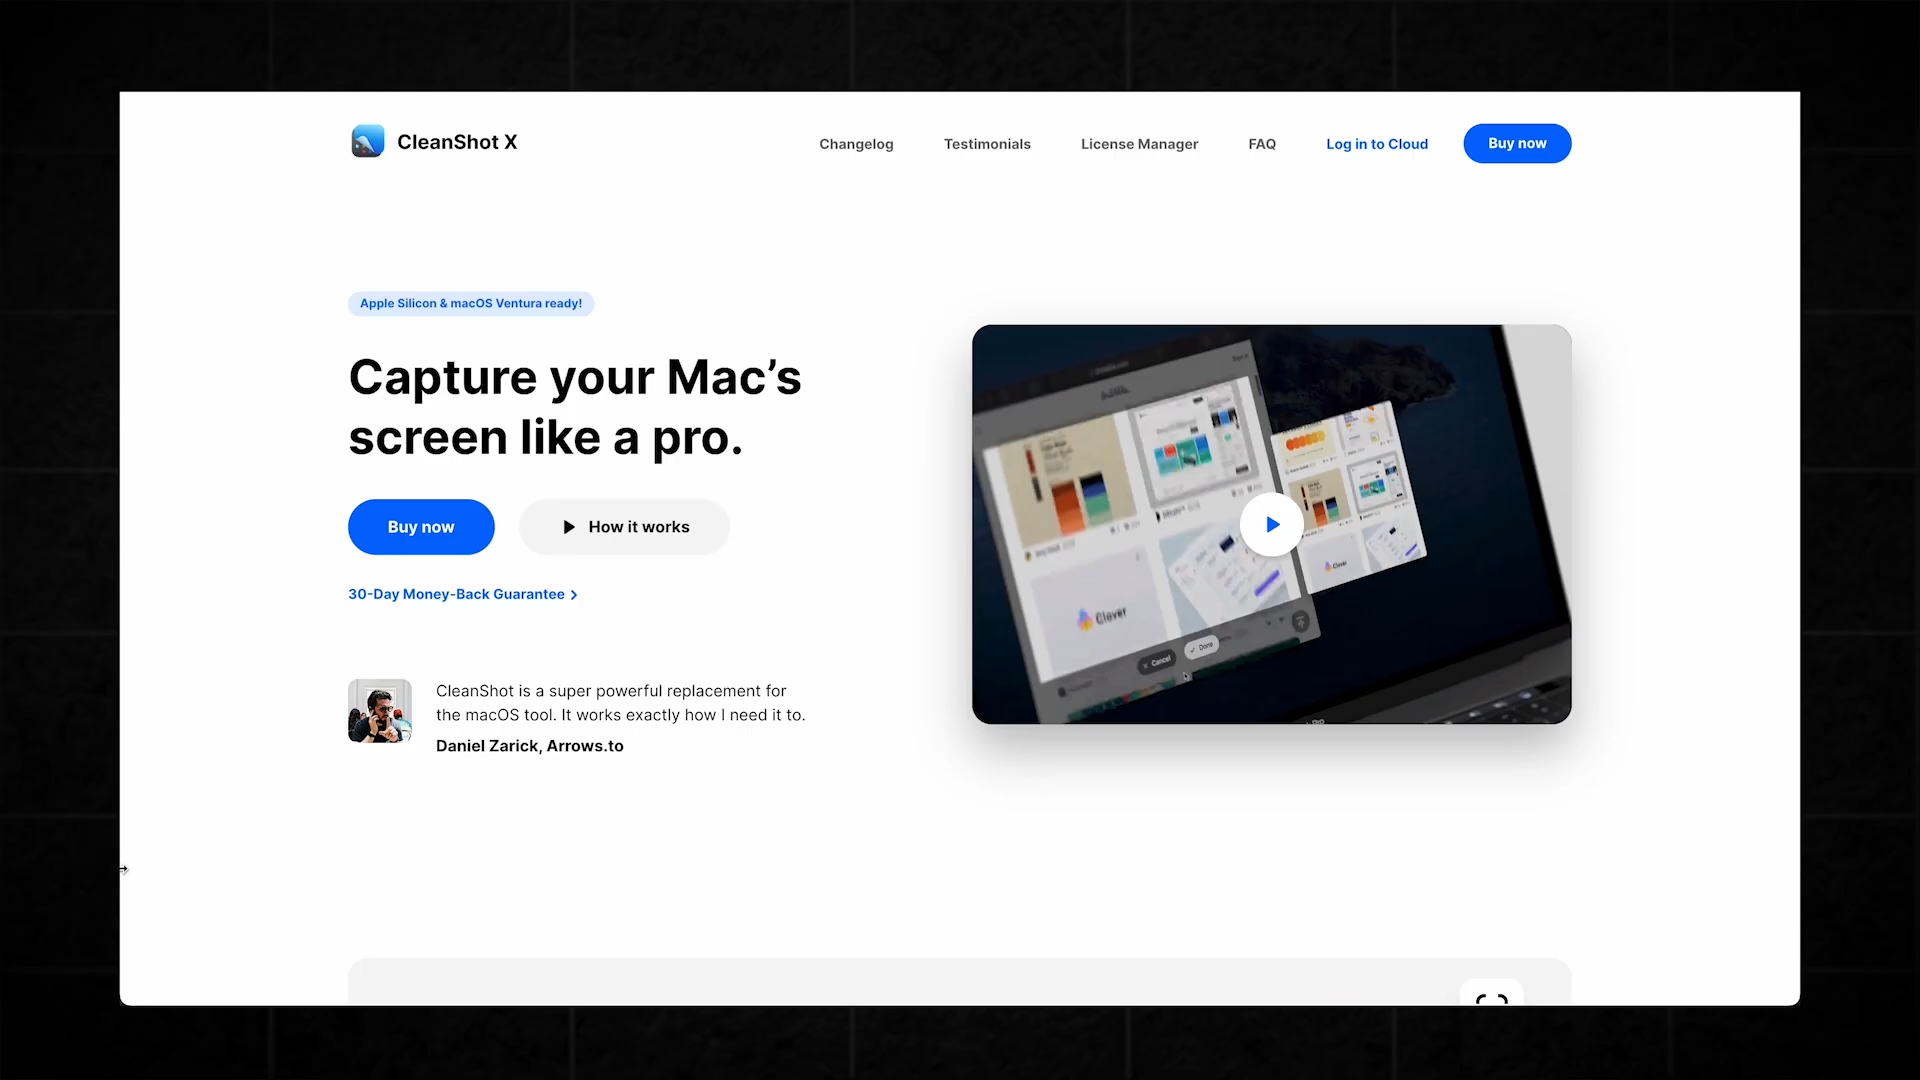 CleanShot X
Changelog
Testimonials
License Manager
FAQ
Log in to Cloud
Buy now
Apple Silicon & macOS Ventura ready!
Capture your Mac’s
screen like a pro.
Buy now
How it works
30-Day Money-Back Guarantee
CleanShot is a super powerful replacement for
the macOS tool. It works exactly how I need it to.
Daniel Zarick, Arrows.to
Clover
Clover
Cancel
Done